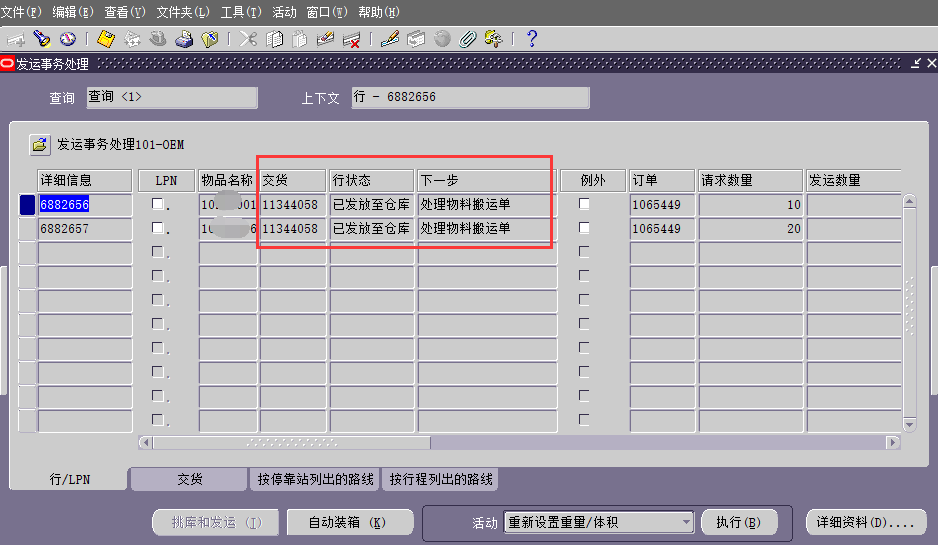 文件(F) 编辑(E) 查看(V) 文件夹(L) 工具(T) 活动 窗口(W) 帮助(H)
发运事务处理
查询 查询 <1> 上下文 行 - 6882656
发运事务处理101-OEM
详细信息 LPN 物品名称 交货 行状态 下一步 例外 订单 请求数量 发运数量
6882656 11344058 已发放至仓库 处理物料搬运单 1065449 10
6882657 11344058 已发放至仓库 处理物料搬运单 1065449 20
行/LPN 交货 按停靠站列出的路线 按行程列出的路线
挑库和发运 (I) 自动装箱 (K) 活动 重新设置重量/体积 执行(B) 详细资料(D)....